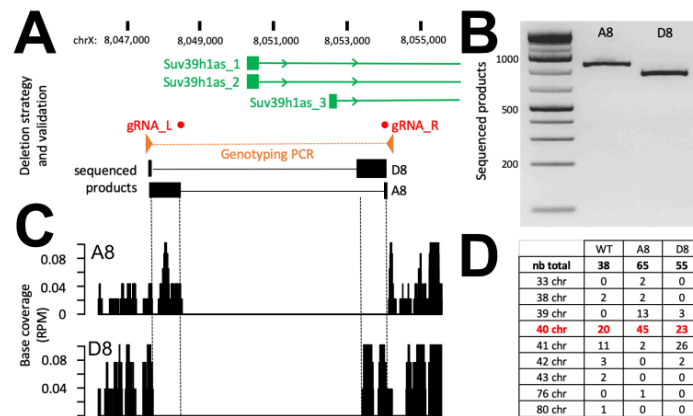 A
chrX: 8,047,000 8,049,000 8,051,000 8,053,000 8,055,000
Suv39h1as_1
Suv39h1as_2
Suv39h1as_3
Deletion strategy
and validation
gRNA_L
gRNA_R
Genotyping PCR
sequenced
products
D8
A8
B
A8 D8
Sequenced products
1000
500
200
C
A8
0.08
0.04
0
Base coverage
(RPM)
D8
0.08
0.04
D
WT A8 D8
nb total 38 65 55
33 chr 0 2 0
38 chr 2 2 0
39 chr 0 13 3
40 chr 20 45 23
41 chr 11 2 26
42 chr 3 0 2
43 chr 2 0 0
76 chr 0 1 0
80 chr 1 0 0